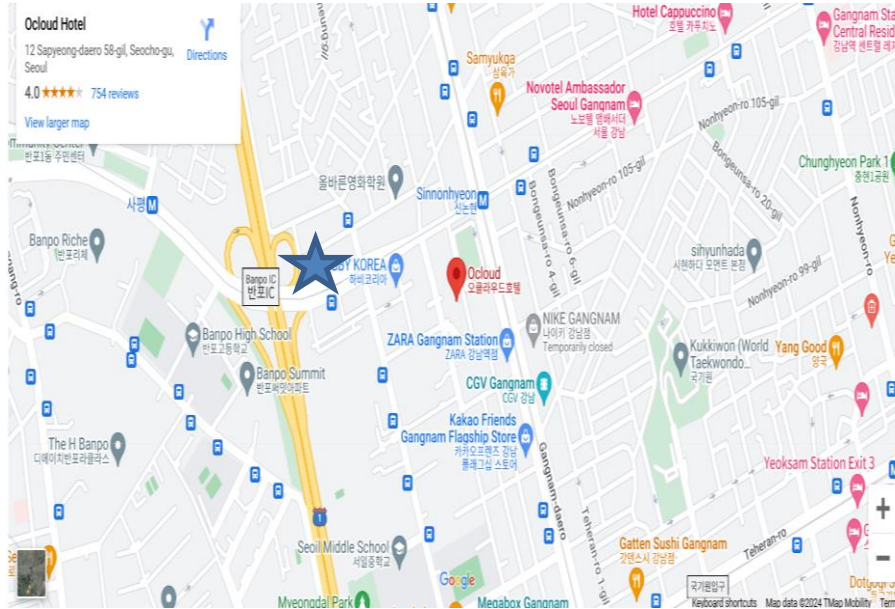 Ocloud Hotel
12 Sapyeong-daero 58-gil, Seocho-gu,
Seoul
Directions
4.0
754 reviews
View larger map
반포1동 주민센터
사평
Banpo Riche
반포리체
Banpo IC
반포IC
올바른영화학원
Samyukga
삼육가
Hotel Cappuccino
호텔 카푸치노
Gangnam Sta
Central Resid
강남역 센트럴 레지
Novotel Ambassador
Seoul Gangnam
노보텔 앰배서더
서울 강남
Nonhyeon-ro 105-gil
Nonhyeon-ro 105-gil
Bongeunsa-ro 20-gil
Chunghyeon Park 1
충현1공원
Nonhyeon-ro
Sinnonhyeon
신논현
Bongeunsa-ro 4-gil
Bongeunsa-ro 6-gil
BY KOREA
하비코리아
Ocloud
오클라우드호텔
sihyunhada
시현하다 모먼트 본점
Nonhyeon-ro 99-gil
Banpo High School
반포고등학교
Banpo Summit
반포써밋아파트
ZARA Gangnam Station
ZARA 강남역점
NIKE GANGNAM
나이키 강남점
Temporarily closed
Kukkiwon (World
Taekwondo...
국기원
Yang Good
양국
CGV Gangnam
CGV 강남
Kakao Friends
Gangnam Flagship Store
카카오프렌즈 강남
플래그십 스토어
The H Banpo
디에이치반포라클라스
Gangnam-daero
Yeoksam Station Exit 3
1
Seoil Middle School
서일중학교
Teheran-ro 1-gil
Gatten Sushi Gangnam
갓덴스시 강남점
Teheran-ro
Myeongdal Park
Google
Megabox Gangnam
국기원입구
Keyboard shortcuts
Map data ©2024 TMap Mobility
Term